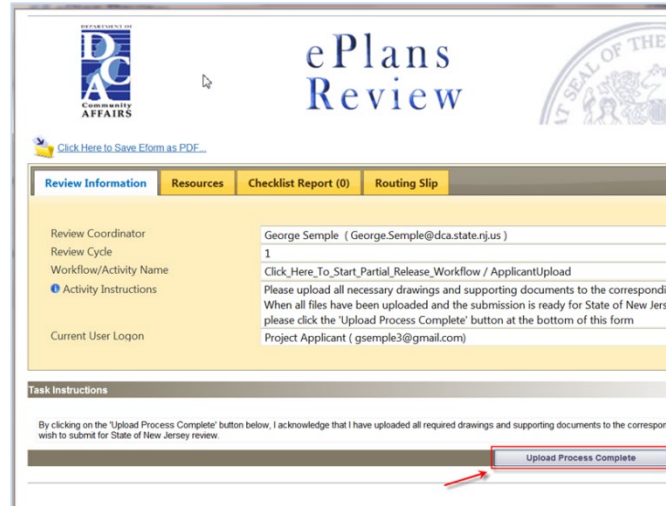 DEPARTMENT OF
DCA
Community
AFFAIRS
ePlans
Review
SEAL OF THE
Click Here to Save Eform as PDF...
Review Information Resources Checklist Report (0) Routing Slip
Review Coordinator George Semple ( George.Semple@dca.state.nj.us )
Review Cycle 1
Workflow/Activity Name Click_Here_To_Start_Partial_Release_Workflow / ApplicantUpload
Activity Instructions Please upload all necessary drawings and supporting documents to the correspondi
When all files have been uploaded and the submission is ready for State of New Jers
please click the 'Upload Process Complete' button at the bottom of this form
Current User Logon Project Applicant ( gsemple3@gmail.com)
Task Instructions
By clicking on the 'Upload Process Complete' button below, I acknowledge that I have uploaded all required drawings and supporting documents to the correspon
wish to submit for State of New Jersey review.
Upload Process Complete